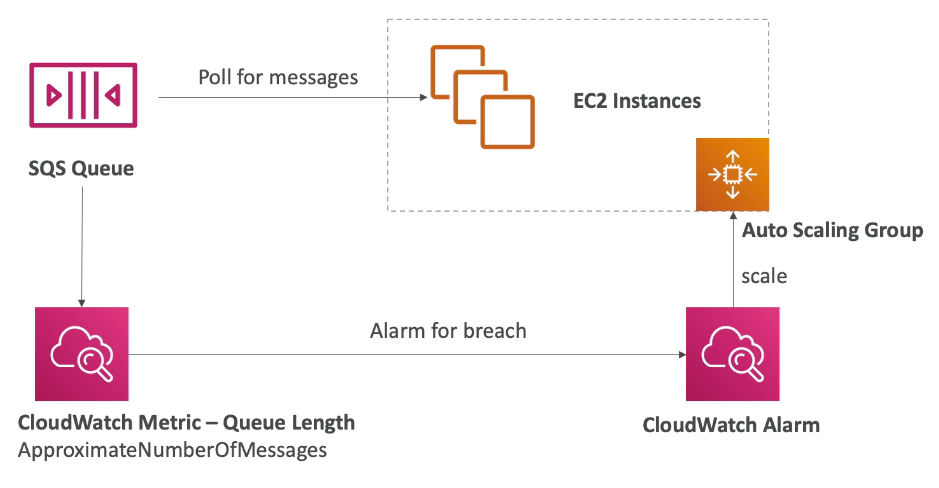 Poll for messages
EC2 Instances
SQS Queue
Auto Scaling Group
scale
Alarm for breach
CloudWatch Metric – Queue Length
ApproximateNumberOfMessages
CloudWatch Alarm